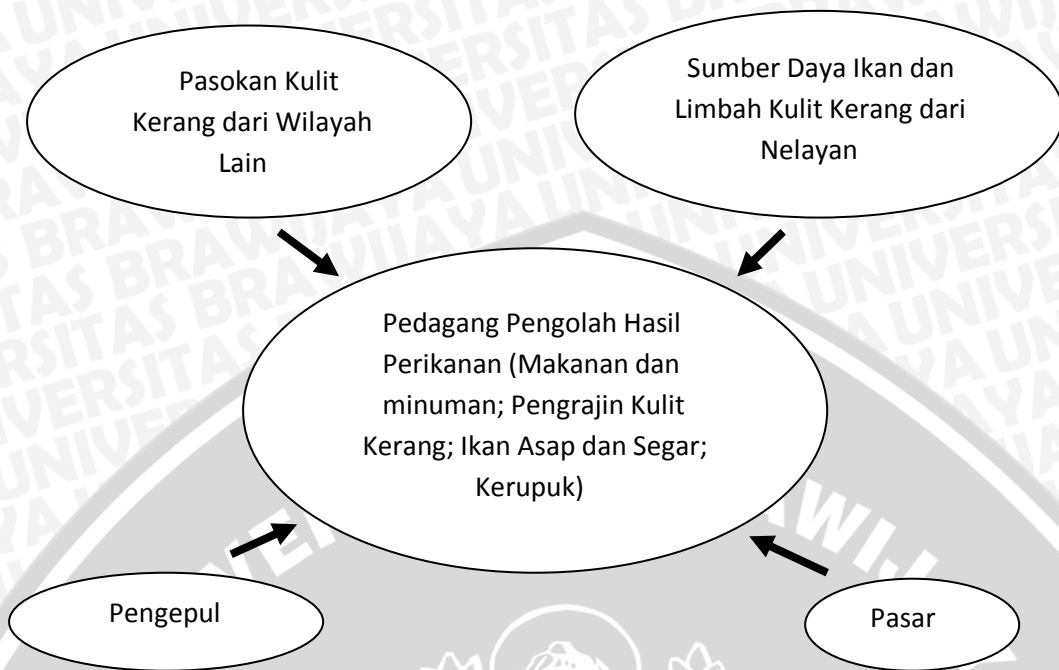 Pasokan Kulit
Kerang dari Wilayah
Lain
Sumber Daya Ikan dan
Limbah Kulit Kerang dari
Nelayan
Pedagang Pengolah Hasil
Perikanan (Makanan dan
minuman; Pengrajin Kulit
Kerang; Ikan Asap dan Segar;
Kerupuk)
Pengepul
Pasar